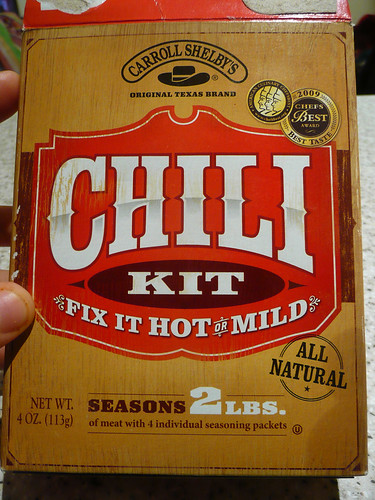 CARROLL SHELBY'S
®
ORIGINAL TEXAS BRAND
2009
CHEFS
BEST
AWARD
BEST TASTE
CHILI
KIT
FIX IT HOT OR MILD
ALL
NATURAL
NET WT.
4 OZ. (113g)
SEASONS 2 LBS.
of meat with 4 individual seasoning packets U